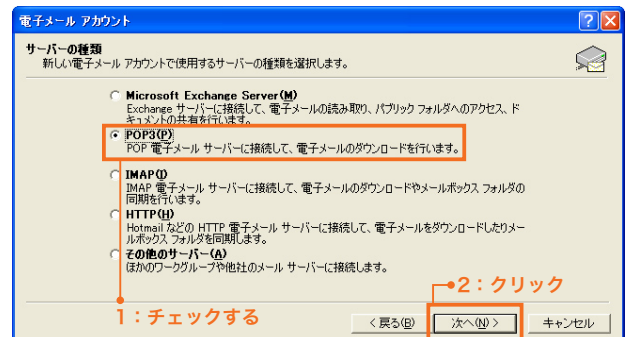 電子メール アカウント
サーバーの種類
新しい電子メール アカウントで使用するサーバーの種類を選択します。
Microsoft Exchange Server(M)
Exchange サーバーに接続して、電子メールの読み取り、パブリック フォルダへのアクセス、ド
キュメントの共有を行います。
POP3(P)
POP 電子メール サーバーに接続して、電子メールのダウンロードを行います。
IMAP(I)
IMAP 電子メール サーバーに接続して、電子メールのダウンロードやメールボックス フォルダの
同期を行います。
HTTP(H)
Hotmail などの HTTP 電子メール サーバーに接続して、電子メールをダウンロードしたりメー
ルボックス フォルダを同期します。
その他のサーバー(A)
ほかのワークグループや他社のメール サーバーに接続します。
2：クリック
1：チェックする
< 戻る(B)
次へ(N) >
キャンセル